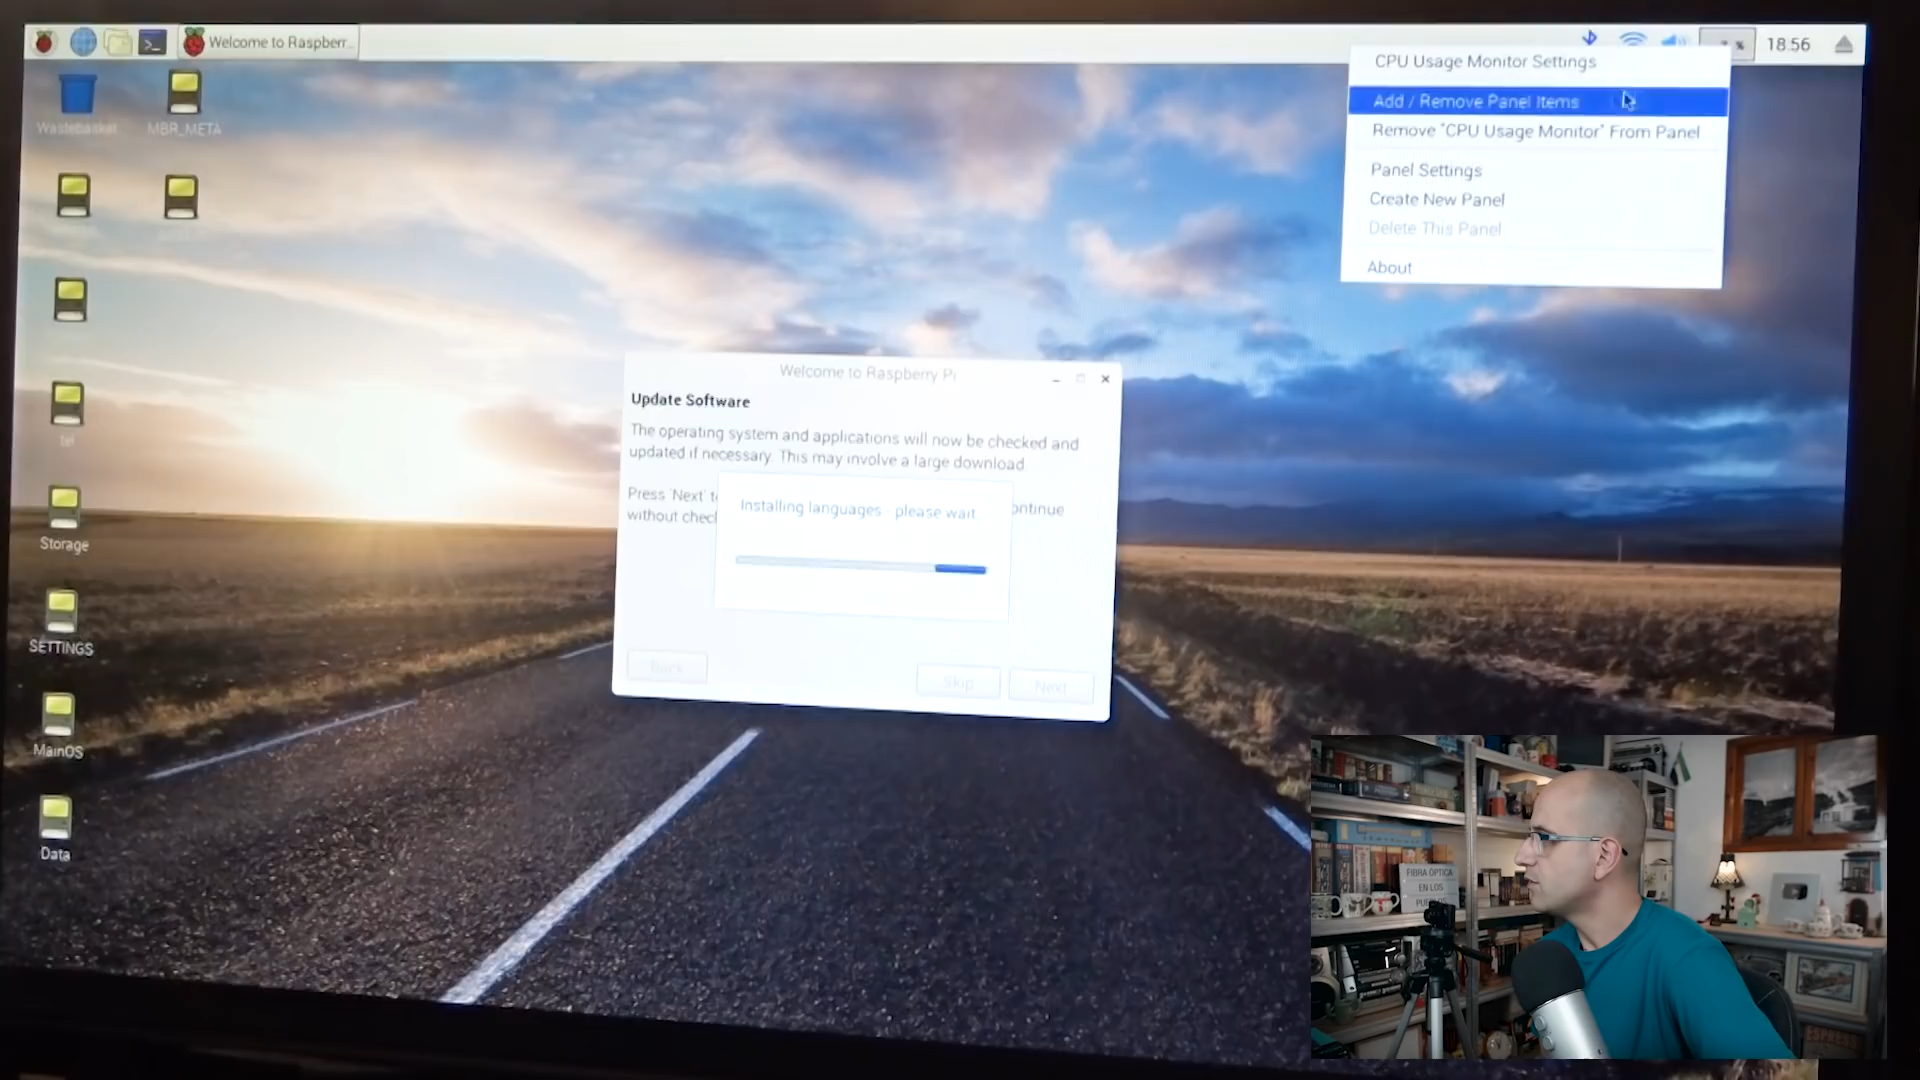 Welcome to Raspberr...
18:56
CPU Usage Monitor Settings
Add / Remove Panel Items
Remove "CPU Usage Monitor" From Panel
Panel Settings
Create New Panel
Delete This Panel
About
Wastebasket
MBR_META
tel
Storage
SETTINGS
MainOS
Data
Welcome to Raspberry Pi
Update Software
The operating system and applications will now be checked and
updated if necessary. This may involve a large download
Press 'Next' t
ontinue
without chec
Installing languages - please wait
Back
Skip
Next
FIBRA ÓPTICA
EN LOS